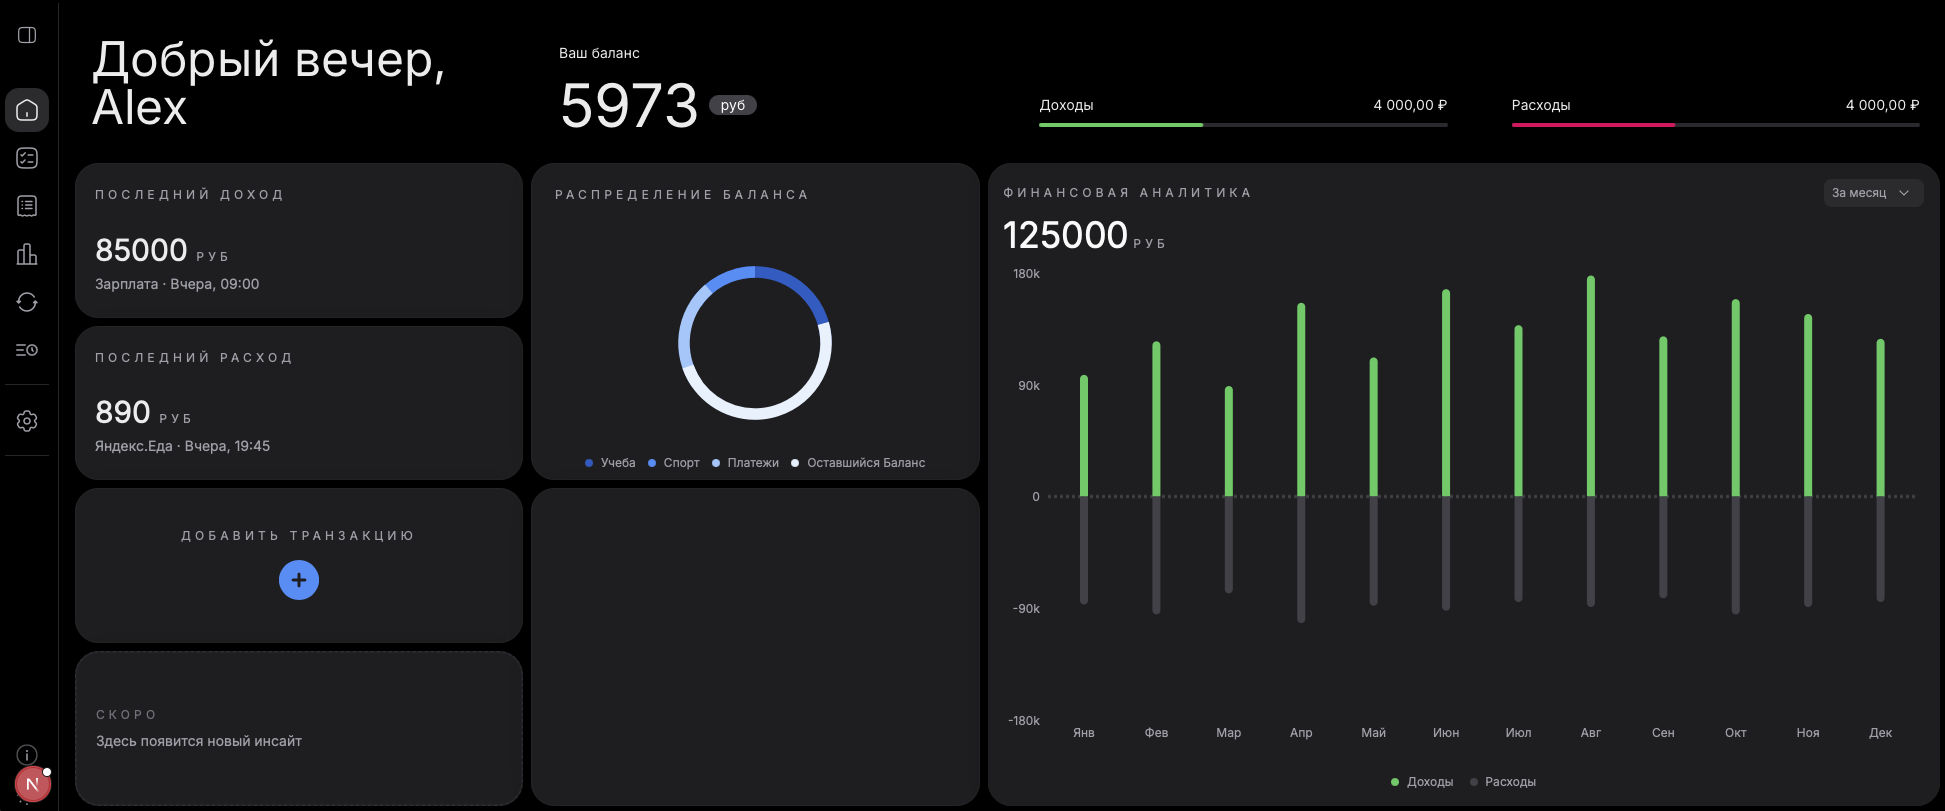 Добрый вечер,
Alex
Ваш баланс
5973 руб
Доходы 4 000,00 ₽
Расходы 4 000,00 ₽
ПОСЛЕДНИЙ ДОХОД
85000 РУБ
Зарплата · Вчера, 09:00
ПОСЛЕДНИЙ РАСХОД
890 РУБ
Яндекс.Еда · Вчера, 19:45
ДОБАВИТЬ ТРАНЗАКЦИЮ
СКОРО
Здесь появится новый инсайт
РАСПРЕДЕЛЕНИЕ БАЛАНСА
Учеба Спорт Платежи Оставшийся Баланс
ФИНАНСОВАЯ АНАЛИТИКА
За месяц
125000 РУБ
180k
90k
0
-90k
-180k
Янв Фев Мар Апр Май Июн Июл Авг Сен Окт Ноя Дек
Доходы Расходы
N